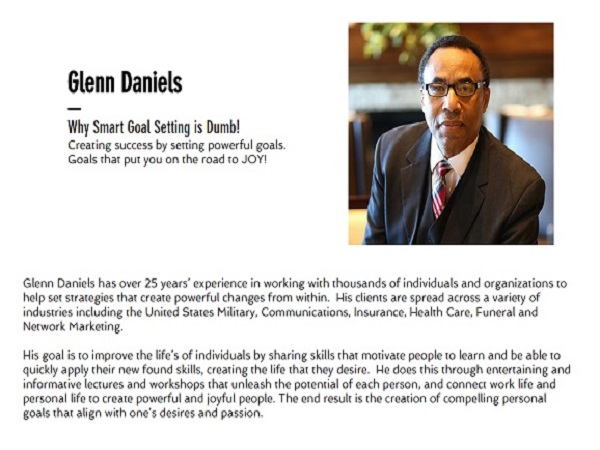 Glenn Daniels
Why Smart Goal Setting is Dumb!
Creating success by setting powerful goals.
Goals that put you on the road to JOY!
Glenn Daniels has over 25 years' experience in working with thousands of individuals and organizations to
help set strategies that create powerful changes from within. His clients are spread across a variety of
industries including the United States Military, Communications, Insurance, Health Care, Funeral and
Network Marketing.
His goal is to improve the life's of individuals by sharing skills that motivate people to learn and be able to
quickly apply their new found skills, creating the life that they desire. He does this through entertaining and
informative lectures and workshops that unleash the potential of each person, and connect work life and
personal life to create powerful and joyful people. The end result is the creation of compelling personal
goals that align with one's desires and passion.